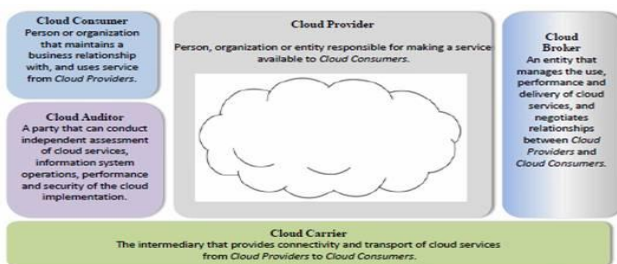 Cloud Consumer
Person or organization
that maintains a
business relationship
with, and uses service
from Cloud Providers.
Cloud Auditor
A party that can conduct
independent assessment
of cloud services,
information system
operations, performance
and security of the cloud
implementation.
Cloud Provider
Person, organization or entity responsible for making a service
available to Cloud Consumers.
Cloud
Broker
An entity that
manages the use,
performance and
delivery of cloud
services, and
negotiates
relationships
between Cloud
Providers and
Cloud Consumers.
Cloud Carrier
The intermediary that provides connectivity and transport of cloud services
from Cloud Providers to Cloud Consumers.